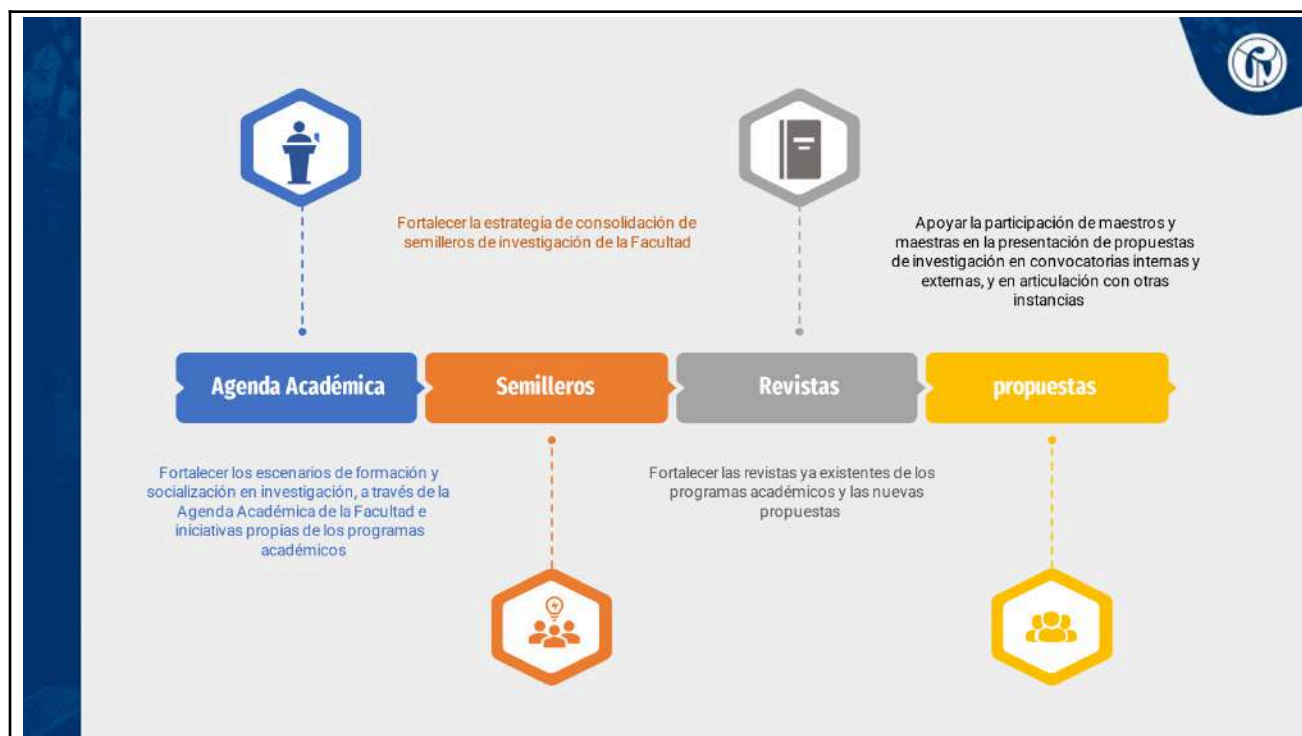 Fortalecer la estrategia de consolidación de
semilleros de investigación de la Facultad
Apoyar la participación de maestros y
maestras en la presentación de propuestas
de investigación en convocatorias internas y
externas, y en articulación con otras
instancias
Agenda Académica
Semilleros
Revistas
propuestas
Fortalecer los escenarios de formación y
socialización en investigación, a través de la
Agenda Académica de la Facultad e
iniciativas propias de los programas
académicos
Fortalecer las revistas ya existentes de los
programas académicos y las nuevas
propuestas